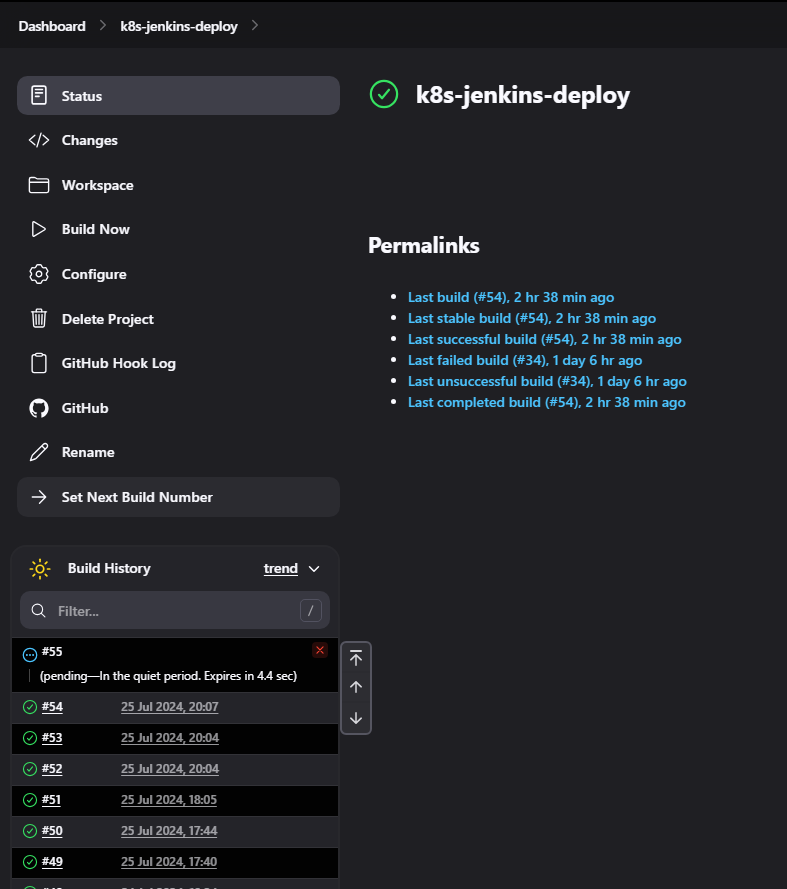 Dashboard > k8s-jenkins-deploy >
Status
Changes
Workspace
Build Now
Configure
Delete Project
GitHub Hook Log
GitHub
Rename
Set Next Build Number
Build History trend
Filter... /
#55
(pending—In the quiet period. Expires in 4.4 sec)
#54 25 Jul 2024, 20:07
#53 25 Jul 2024, 20:04
#52 25 Jul 2024, 20:04
#51 25 Jul 2024, 18:05
#50 25 Jul 2024, 17:44
#49 25 Jul 2024, 17:40
k8s-jenkins-deploy
Permalinks
Last build (#54), 2 hr 38 min ago
Last stable build (#54), 2 hr 38 min ago
Last successful build (#54), 2 hr 38 min ago
Last failed build (#34), 1 day 6 hr ago
Last unsuccessful build (#34), 1 day 6 hr ago
Last completed build (#54), 2 hr 38 min ago